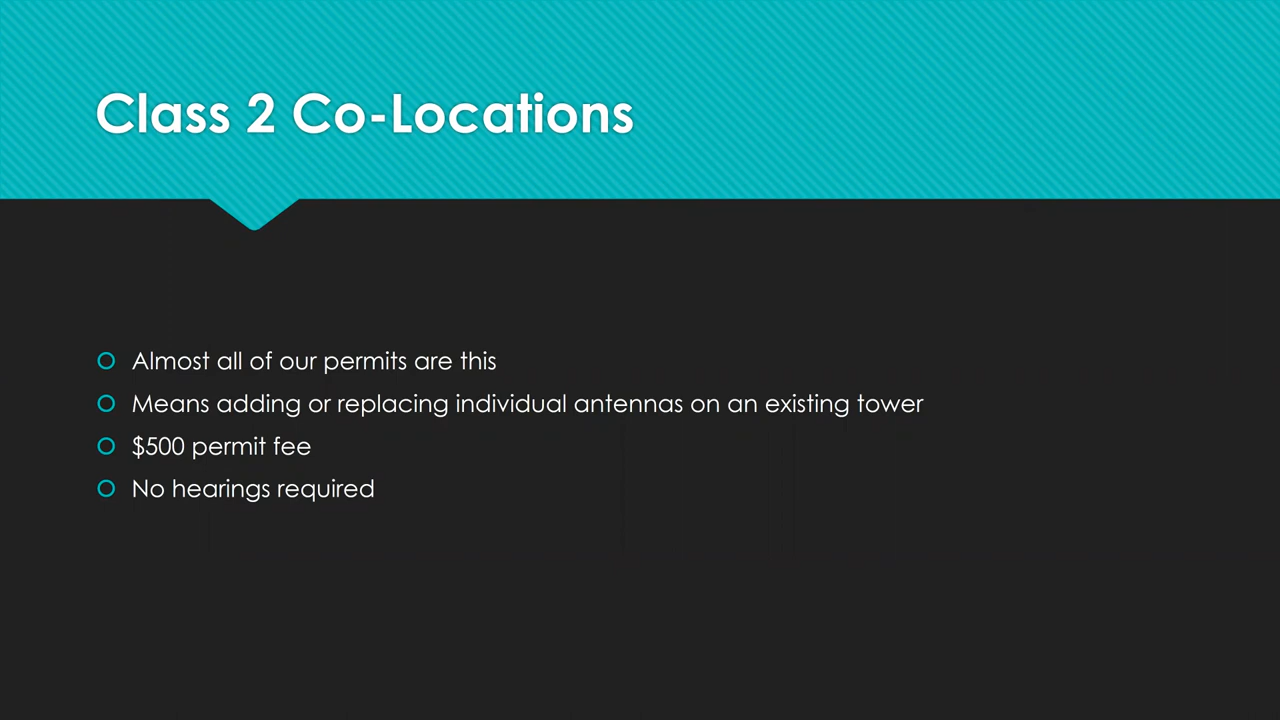 Class 2 Co-Locations
Almost all of our permits are this
Means adding or replacing individual antennas on an existing tower
$500 permit fee
No hearings required